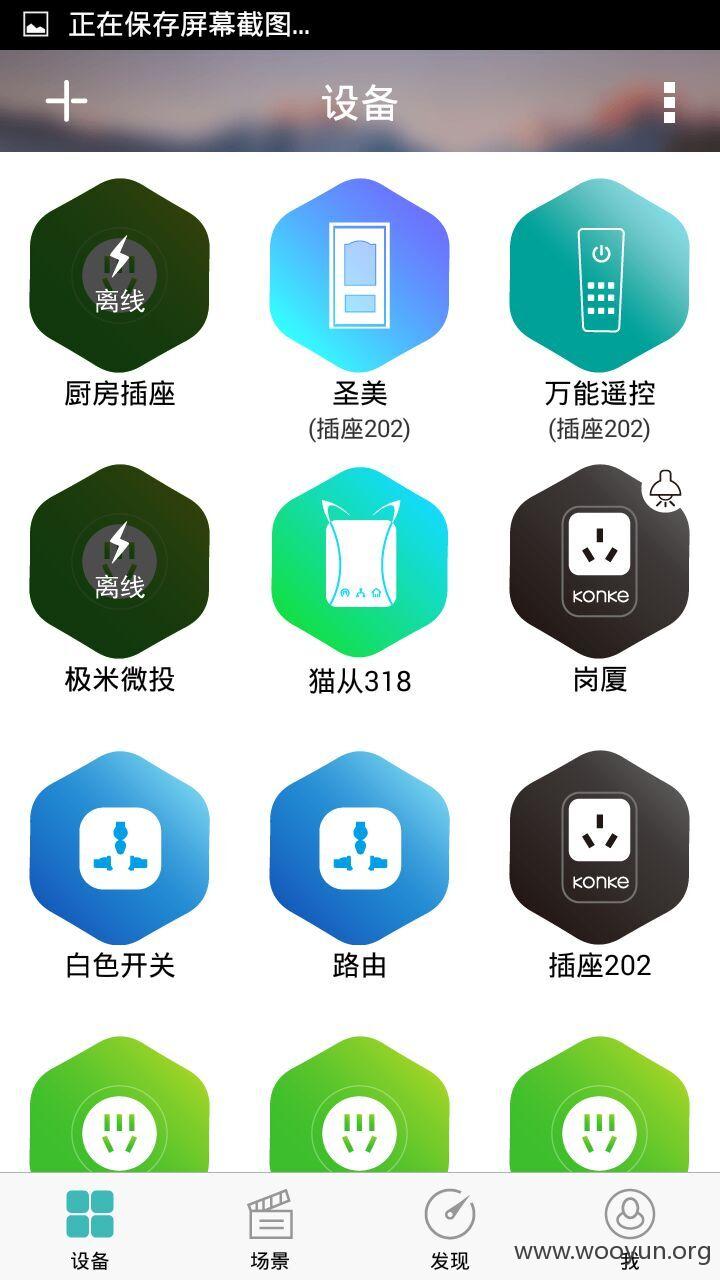 正在保存屏幕截图...
设备
离线
厨房插座
圣美
(插座202)
万能遥控
(插座202)
离线
极米微投
猫从318
konke
岗厦
白色开关
路由
konke
插座202
设备
场景
发现
我
www.wooyun.org